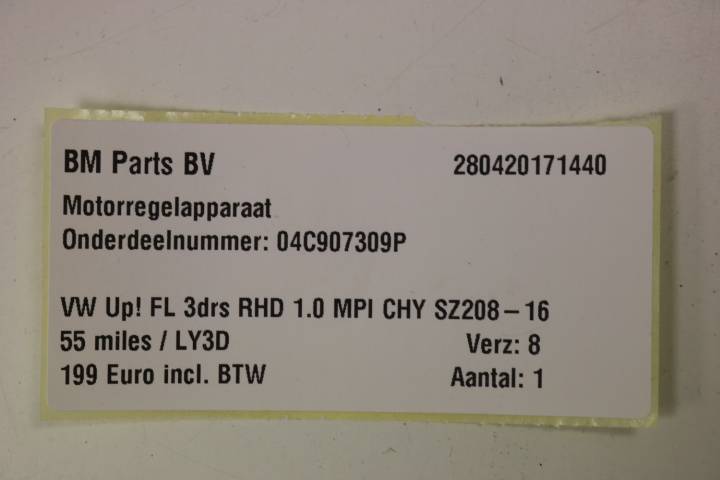 BM Parts BV 280420171440
Motorregelapparaat
Onderdeelnummer: 04C907309P
VW Up! FL 3drs RHD 1.0 MPI CHY SZ208-16
55 miles / LY3D Verz: 8
199 Euro incl. BTW Aantal: 1